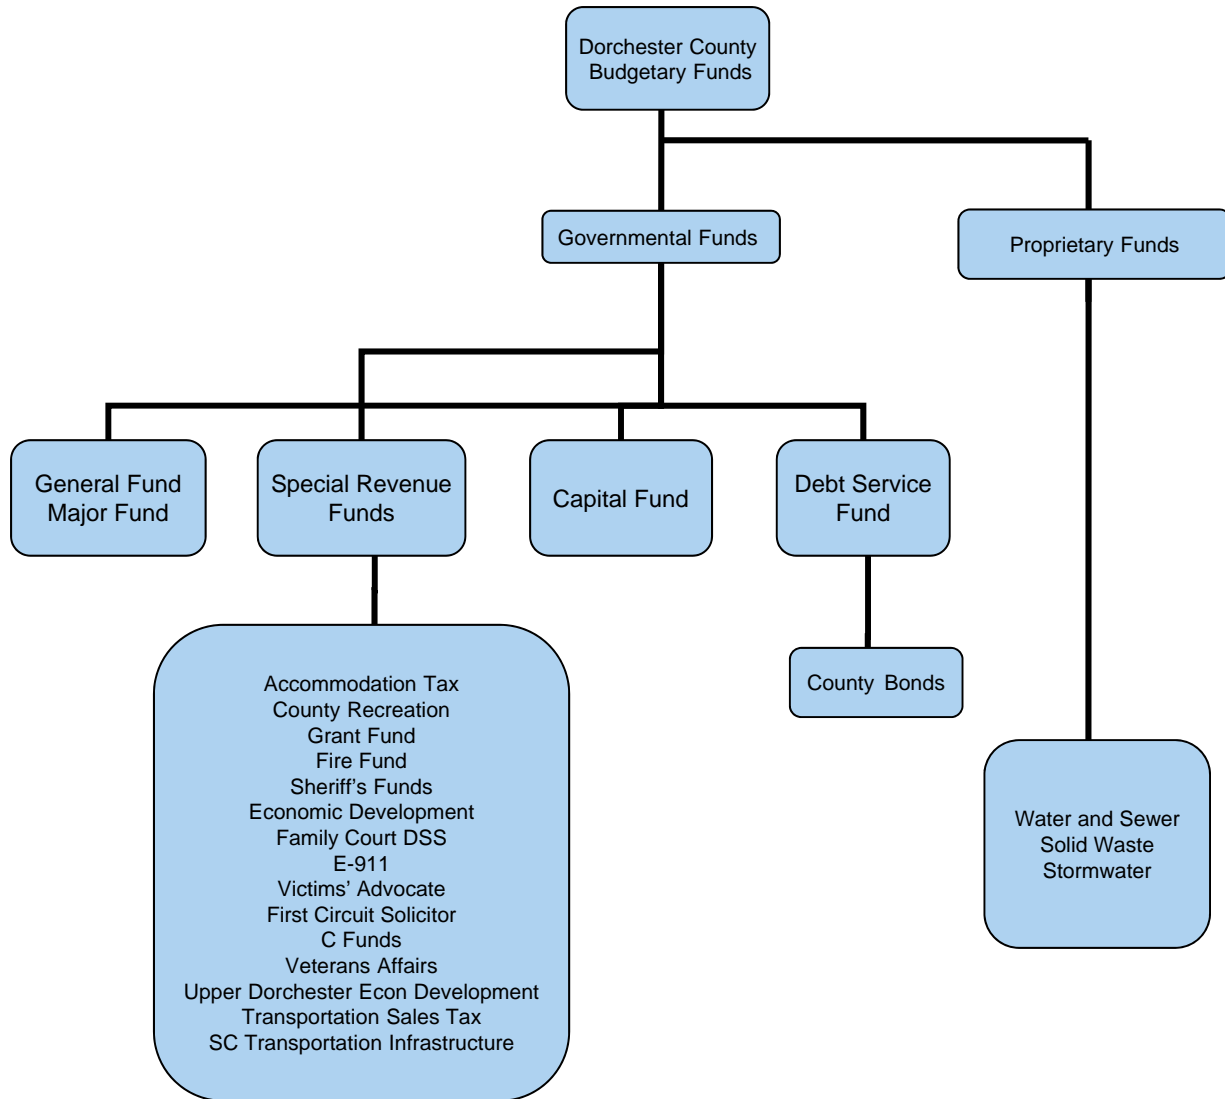 Dorchester County
Budgetary Funds
Governmental Funds
Proprietary Funds
General Fund
Major Fund
Special Revenue
Funds
Capital Fund
Debt Service
Fund
County Bonds
Accommodation Tax
County Recreation
Grant Fund
Fire Fund
Sheriff’s Funds
Economic Development
Family Court DSS
E-911
Victims’ Advocate
First Circuit Solicitor
C Funds
Veterans Affairs
Upper Dorchester Econ Development
Transportation Sales Tax
SC Transportation Infrastructure
Water and Sewer
Solid Waste
Stormwater